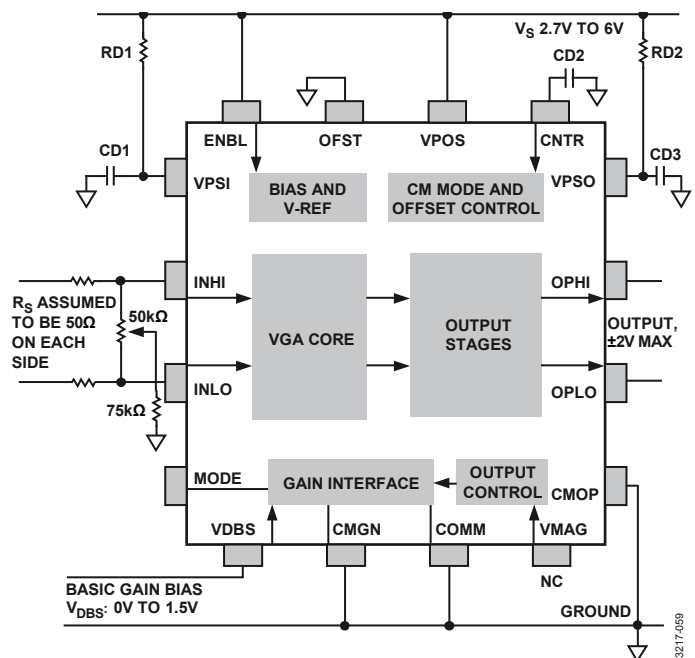 V_S 2.7V TO 6V
RD1
RD2
CD2
ENBL
OFST
VPOS
CNTR
CD1
CD3
VPSI
VPSO
BIAS AND
V-REF
CM MODE AND
OFFSET CONTROL
INHI
OPHI
R_S ASSUMED
TO BE 50Ω
ON EACH
SIDE
50kΩ
VGA CORE
OUTPUT
STAGES
OUTPUT,
±2V MAX
INLO
OPLO
75kΩ
MODE
GAIN INTERFACE
OUTPUT
CONTROL
CMOP
VDBS
CMGN
COMM
VMAG
NC
BASIC GAIN BIAS
V_DBS: 0V TO 1.5V
GROUND
3217-059